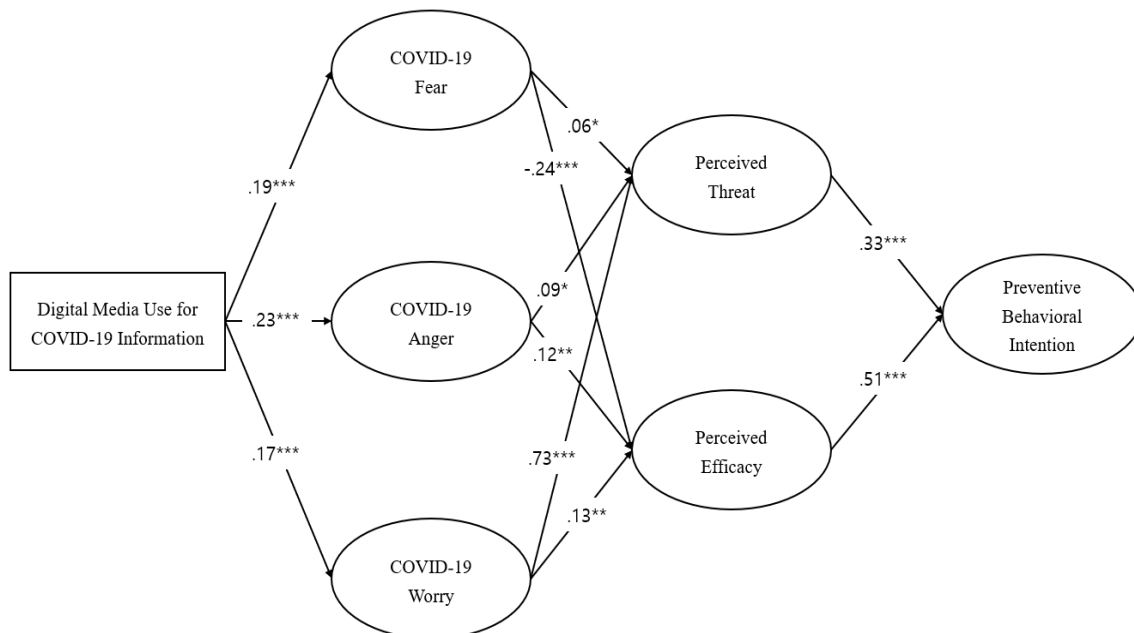 COVID-19
Fear
.06*
Perceived
Threat
-.24***
.19***
.33***
Digital Media Use for
COVID-19 Information
.23***
COVID-19
Anger
.09*
.12**
Preventive
Behavioral
Intention
.51***
Perceived
Efficacy
.17***
.73***
.13**
COVID-19
Worry